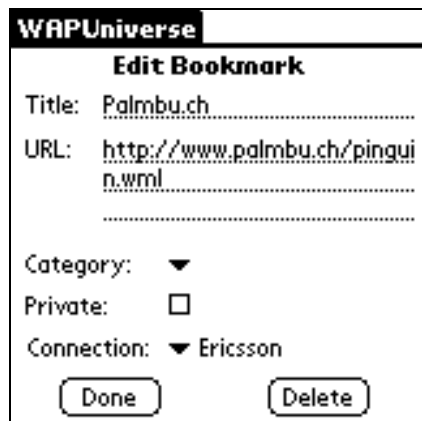 WAPUniverse
Edit Bookmark
Title: Palmbu.ch
URL: http://www.palmbu.ch/pingui
n.wml
Category:
Private:
Connection: Ericsson
Done Delete